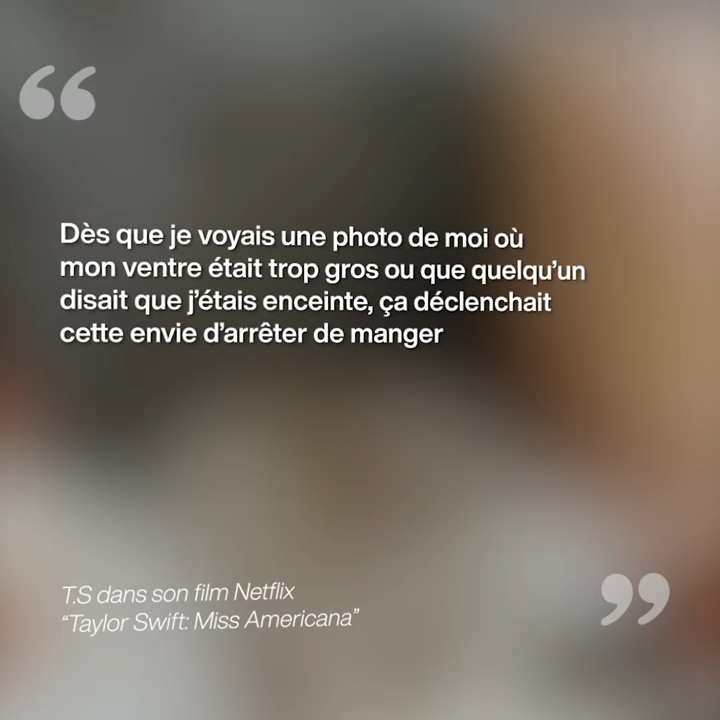 Dès que je voyais une photo de moi où
mon ventre était trop gros ou que quelqu’un
disait que j’étais enceinte, ça déclenchait
cette envie d’arrêter de manger
T.S dans son film Netflix
“Taylor Swift: Miss Americana”